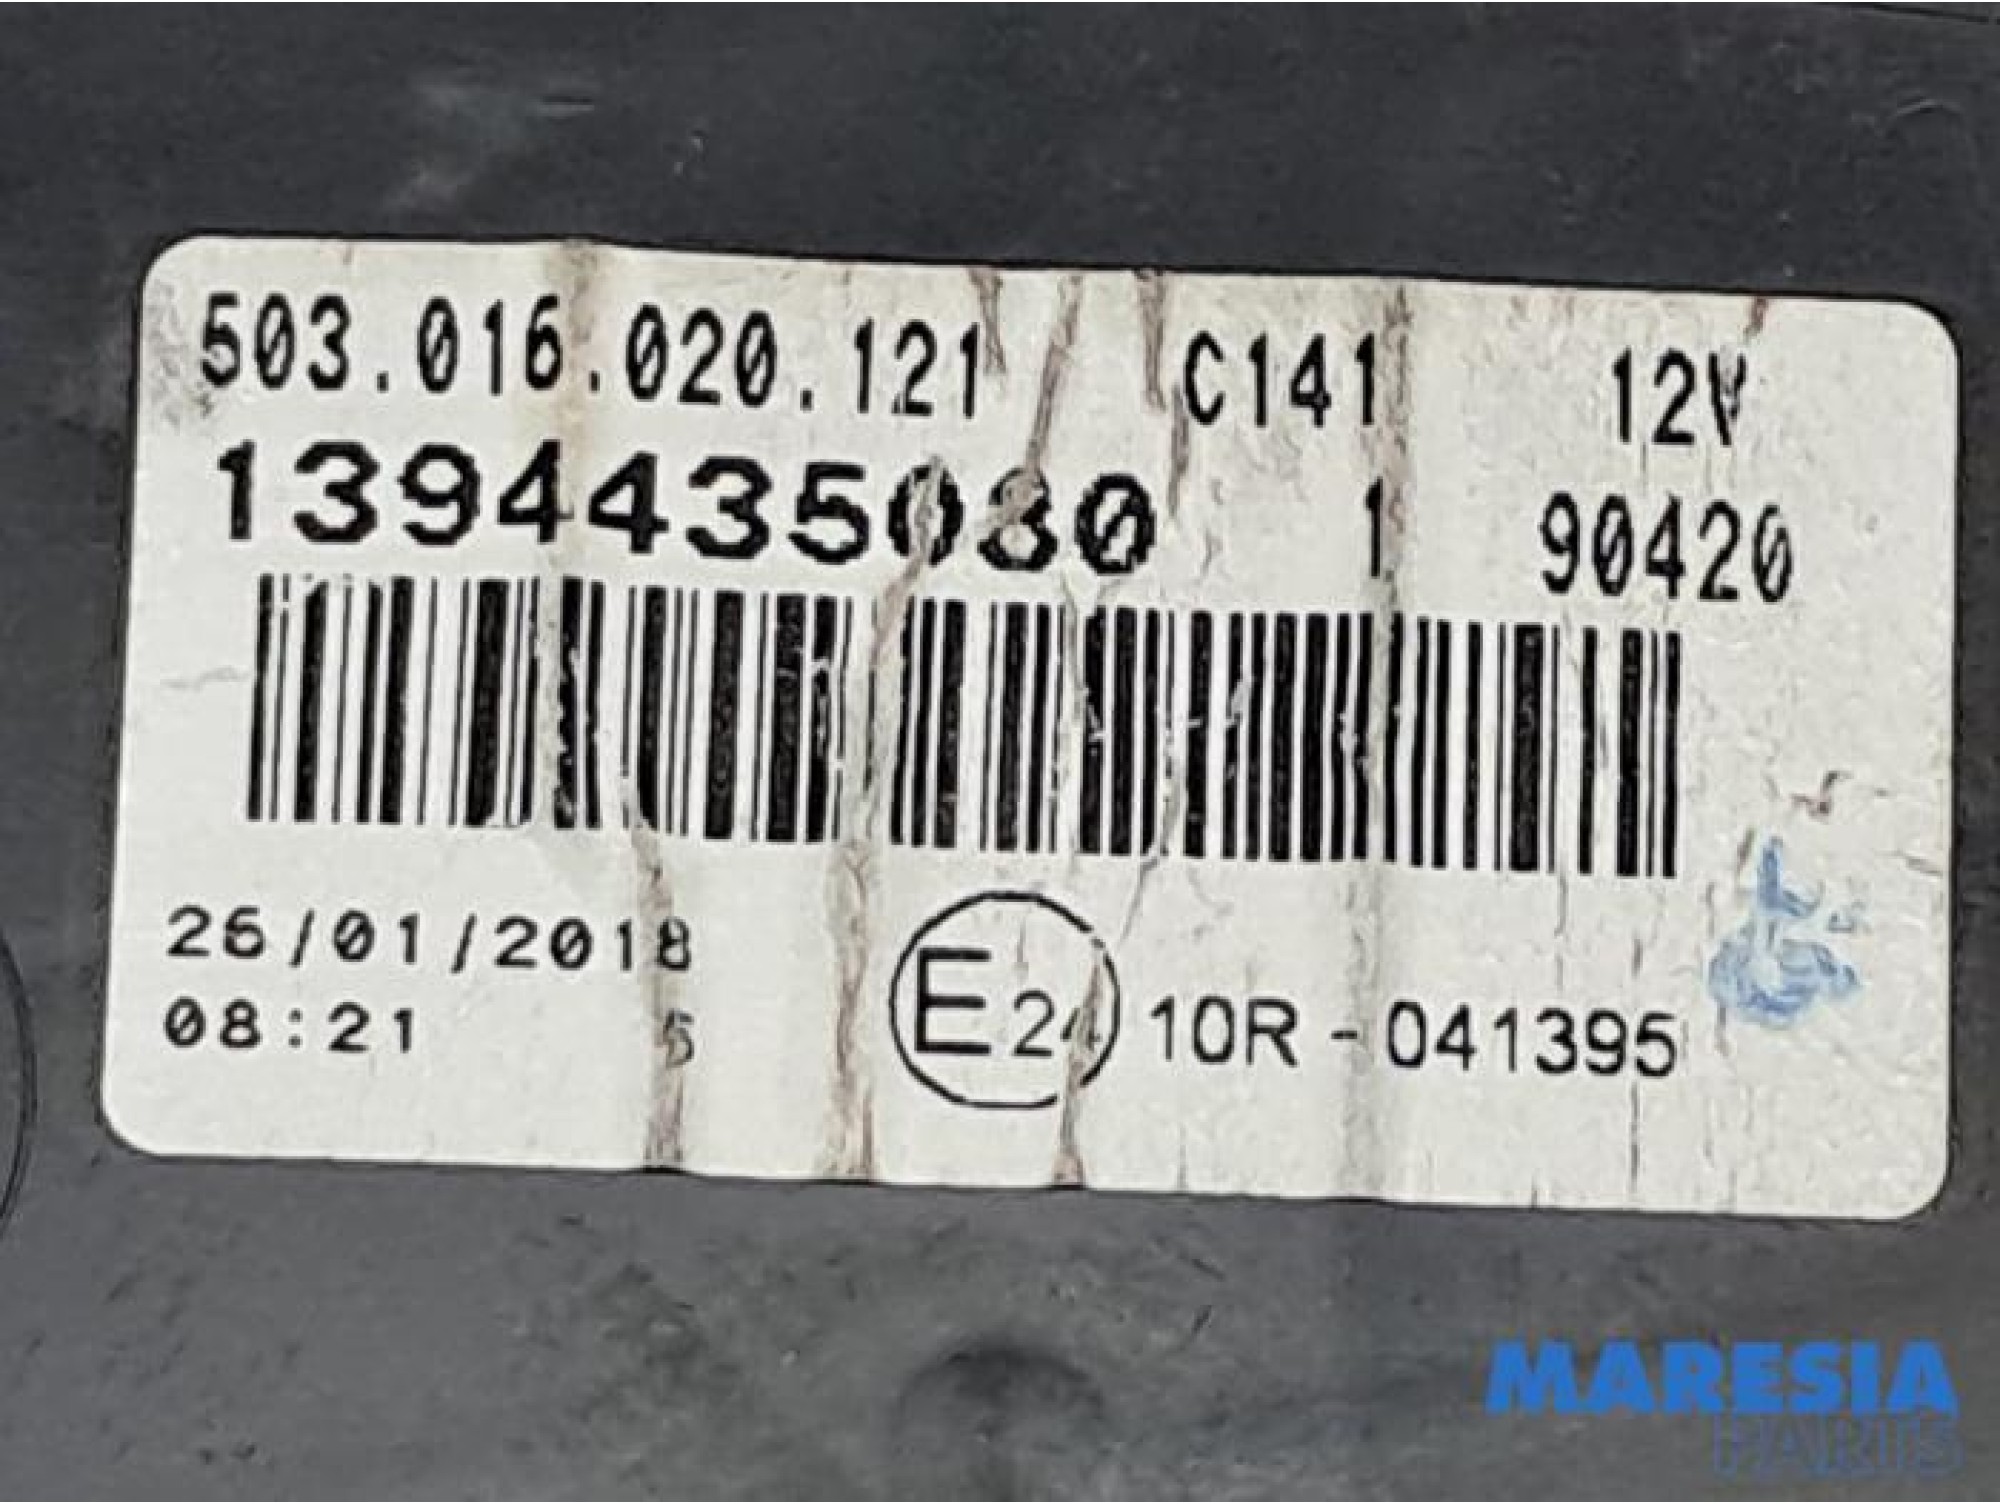 503.016.020.121 C141 12V
1394435080 1 90420
26/01/2018
08:21 5 E24 10R-041395
MARESIA
PARTS